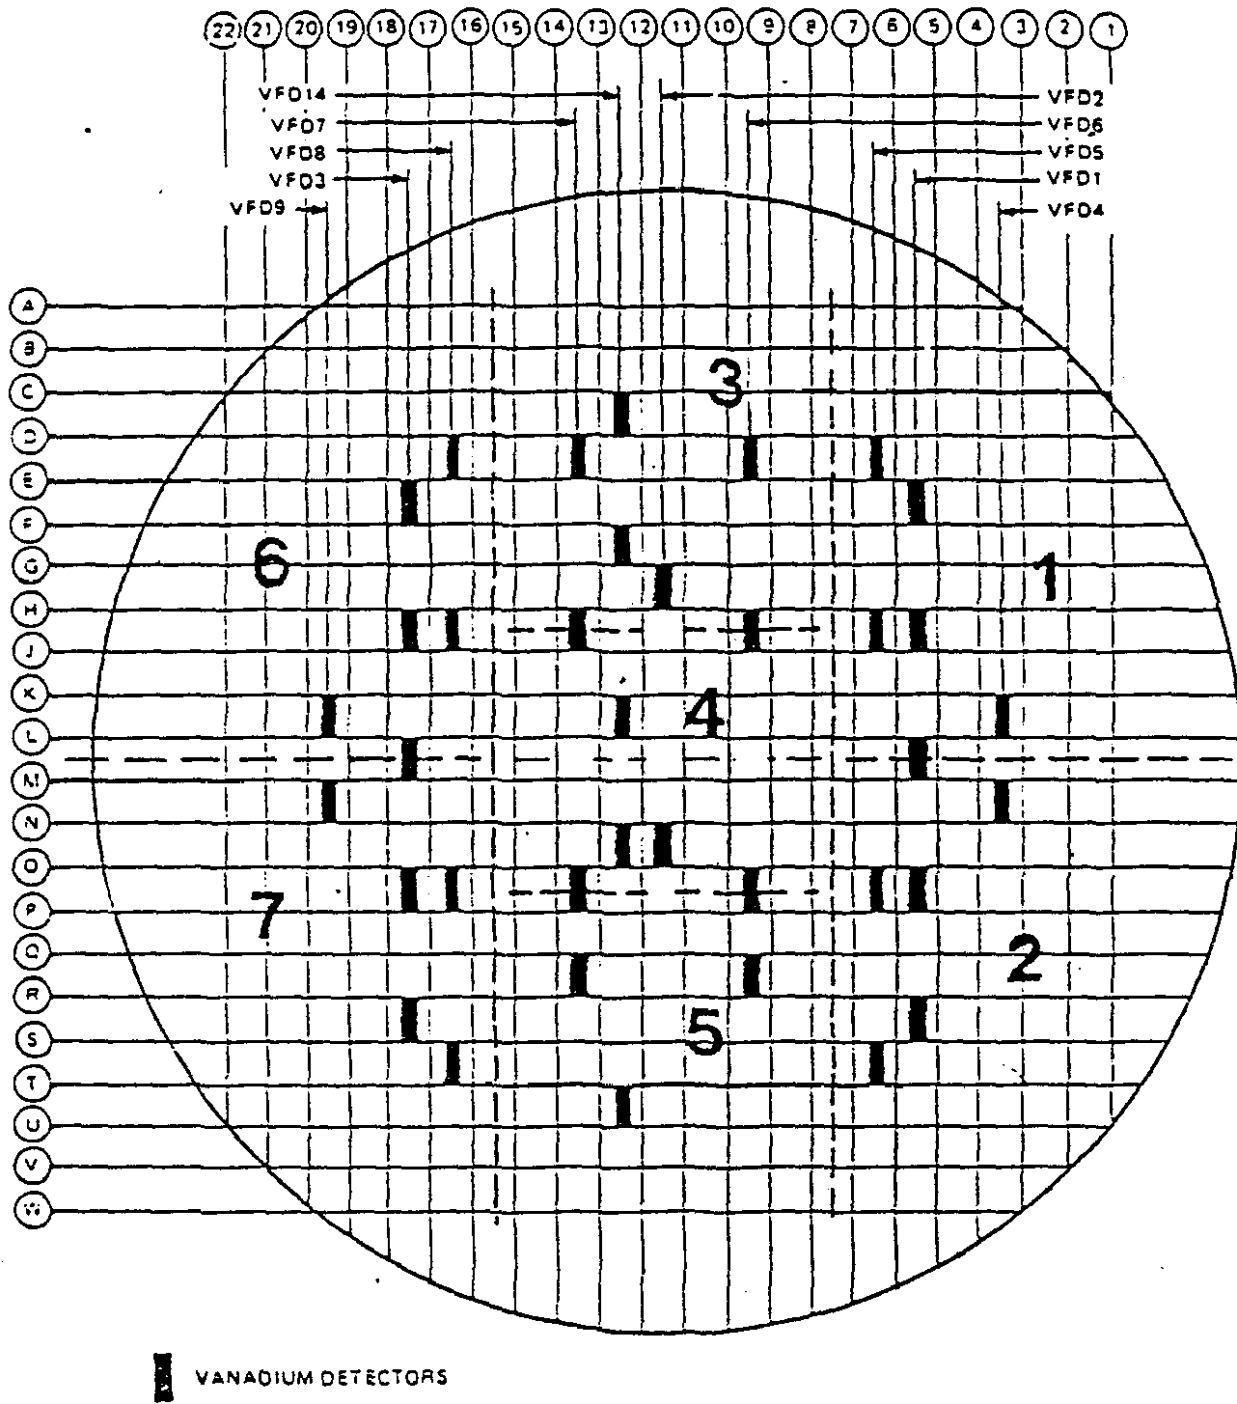 22 21 20 19 18 17 16 15 14 13 12 11 10 9 8 7 6 5 4 3 2 1
VFD14 VFD2
VFD7 VFD6
VFD8 VFD5
VFD3 VFD1
VFD9 VFD4
A
B
C
3
D
E
F
G
6 1
H
J
K
4
L
M
N
O
7
P
2
Q
R
5
S
T
U
V
W
VANADIUM DETECTORS